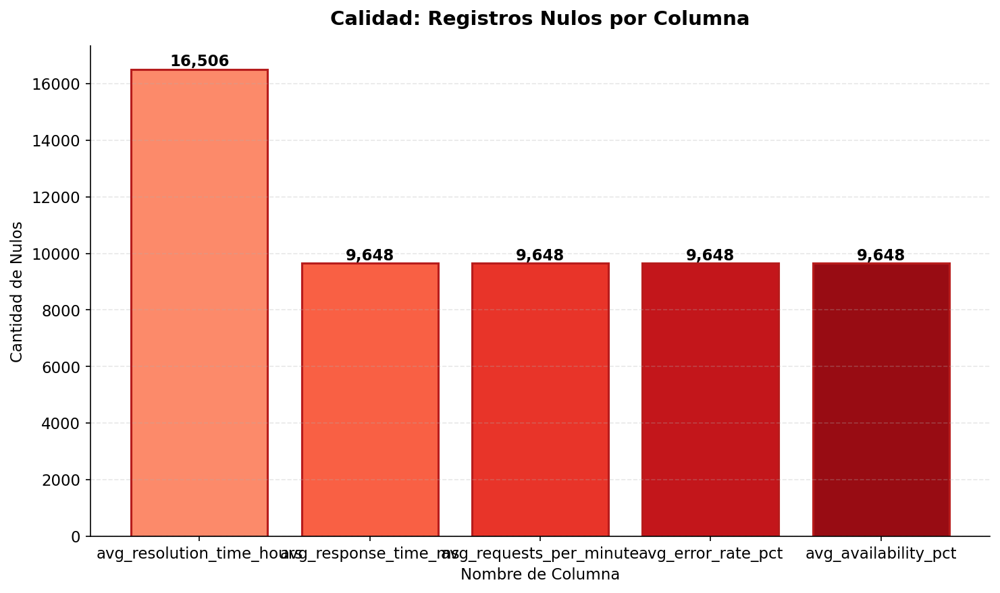 Calidad: Registros Nulos por Columna
16,506
16000
14000
12000
10000
9,648
9,648
9,648
9,648
8000
6000
4000
2000
0
Cantidad de Nulos
avg_resolution_time_hours
avg_response_time_ms
avg_requests_per_minute
avg_error_rate_pct
avg_availability_pct
Nombre de Columna